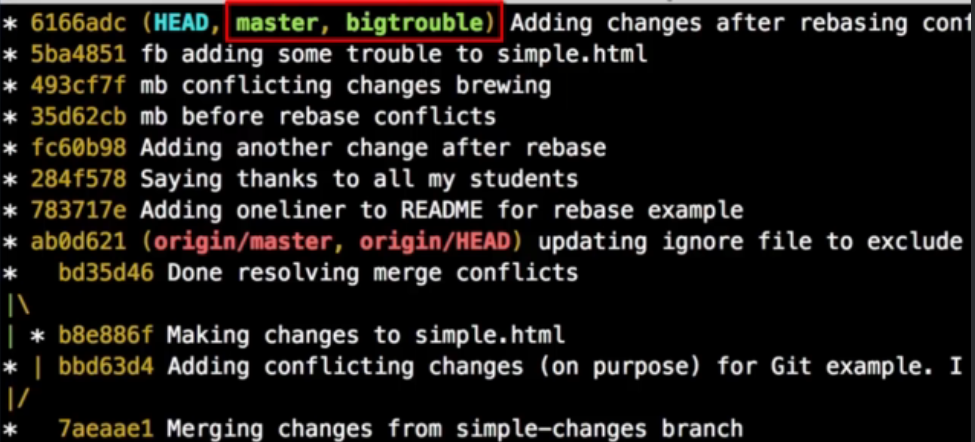 * 6166adc (HEAD, master, bigtrouble) Adding changes after rebasing
* 5ba4851 fb adding some trouble to simple.html
* 493cf7f mb conflicting changes brewing
* 35d62cb mb before rebase conflicts
* fc60b98 Adding another change after rebase
* 284f578 Saying thanks to all my students
* 783717e Adding oneliner to README for rebase example
* ab0d621 (origin/master, origin/HEAD) updating ignore file to exclude
*   bd35d46 Done resolving merge conflicts
|\
| * b8e886f Making changes to simple.html
* | bbd63d4 Adding conflicting changes (on purpose) for Git example. I
|/
*   7aeaae1 Merging changes from simple-changes branch